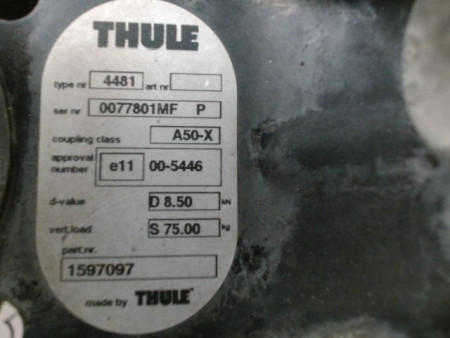 THULE
type nr 4481 art nr
ser nr 0077801MF P
coupling class A50-X
approval number e11 00-5446
d-value D 8.50 kN
vert.load S 75.00 kg
part.nr.
1597097
made by THULE